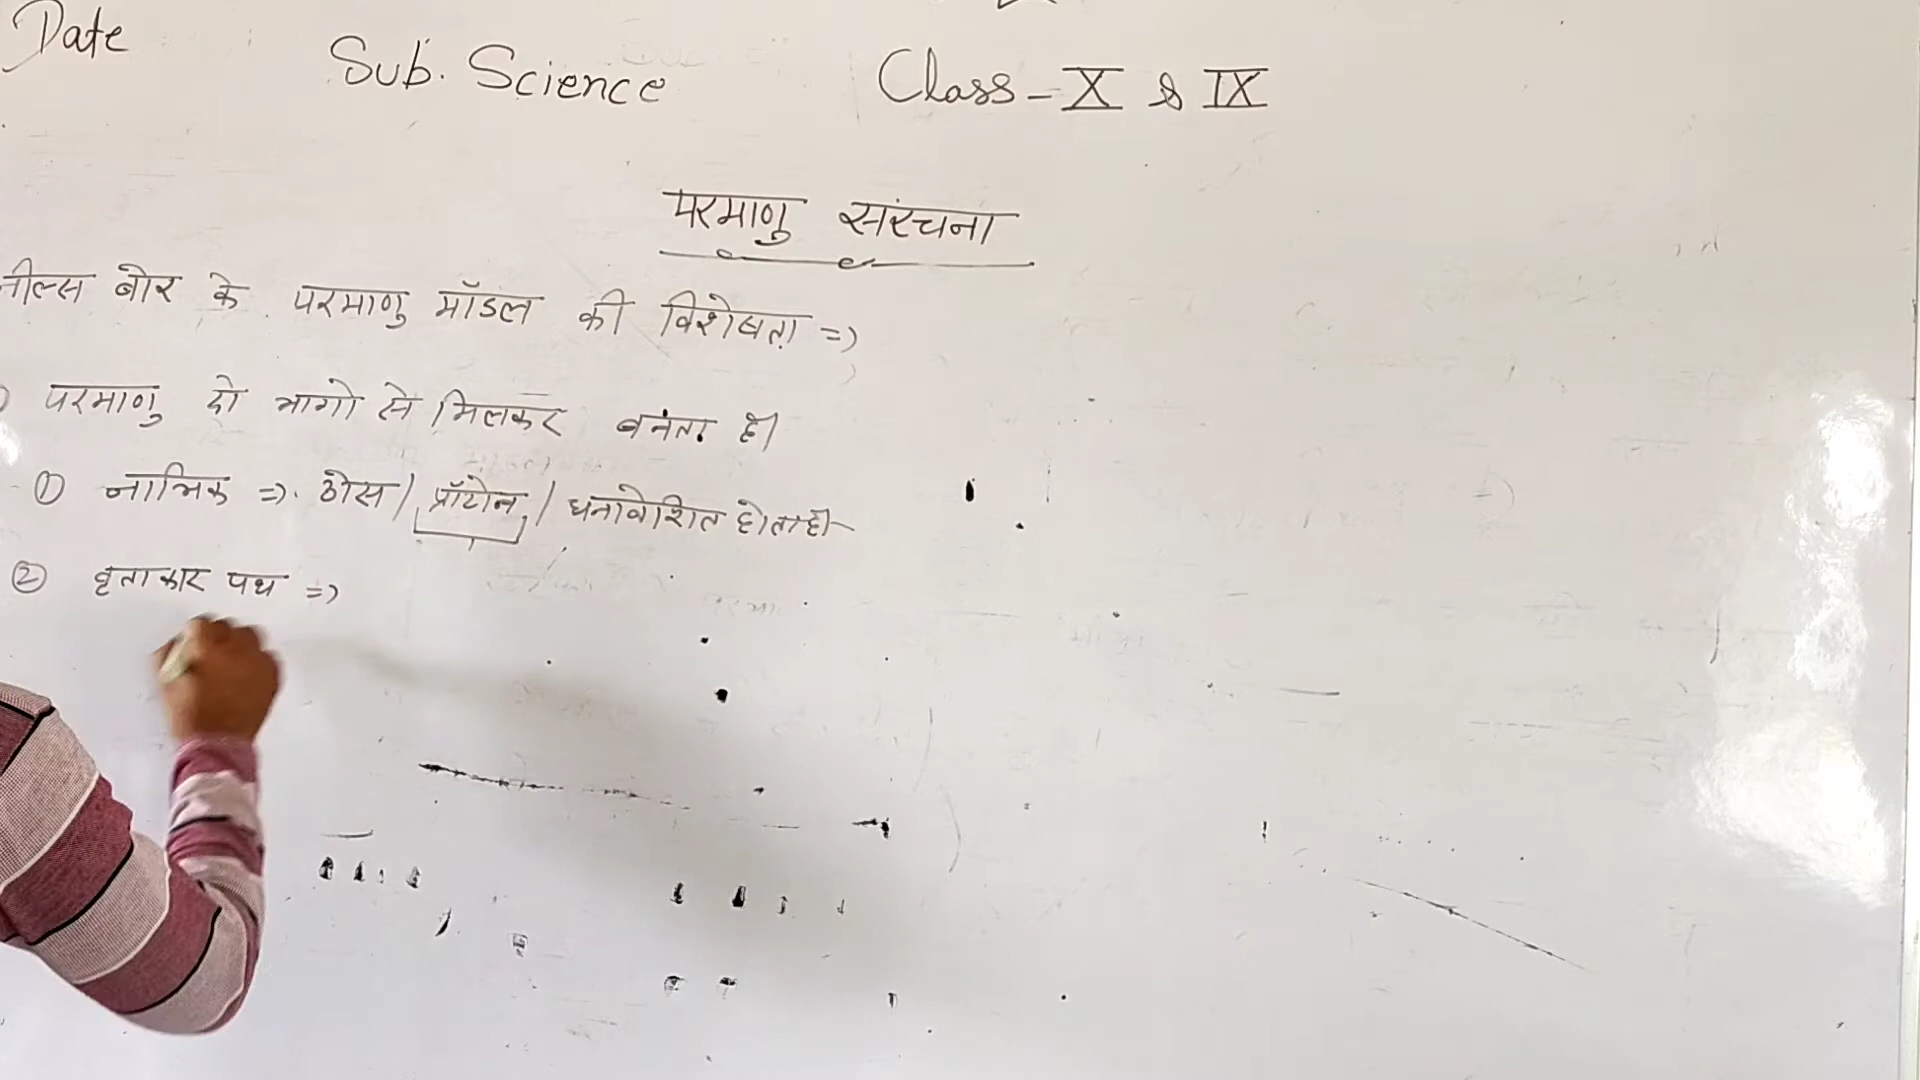 Date Sub. Science Class - X & IX
परमाणु संरचना
नील्स बोर के परमाणु मॉडल की विशेषता =>
परमाणु दो भागो से मिलकर बनता है।
① नाभिक => ठोस / प्रॉटोन / धनावेशित होता है।
② वृताकार पथ =>